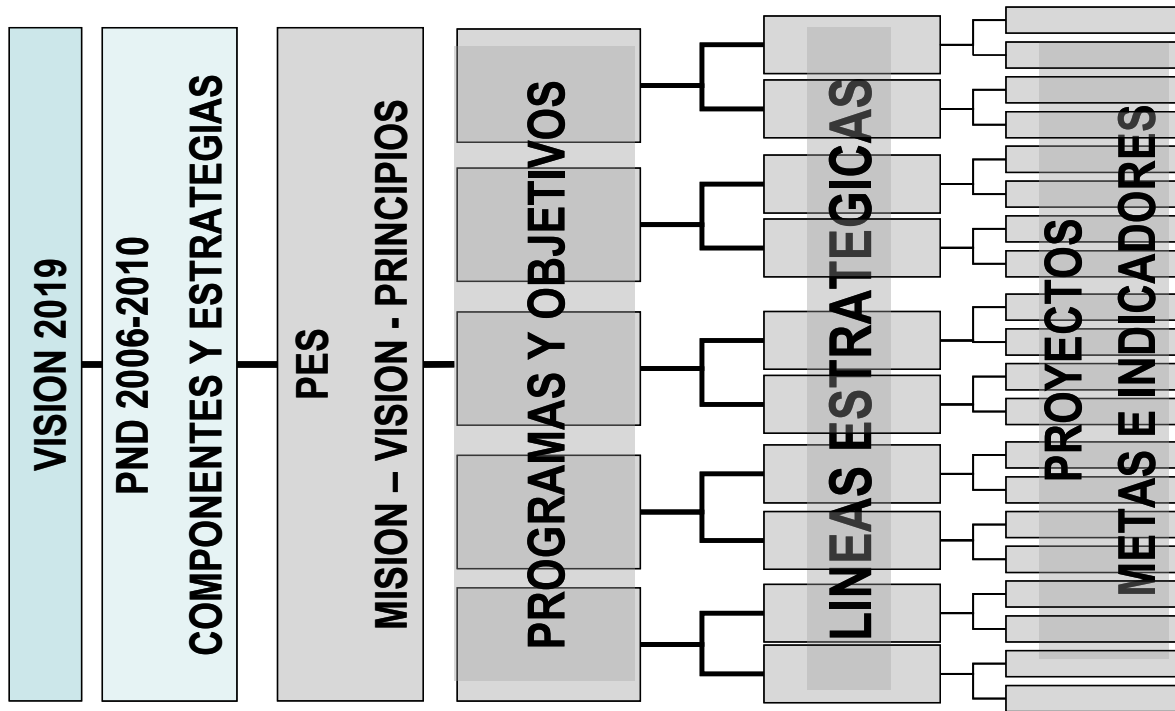 VISION 2019
PND 2006-2010
COMPONENTES Y ESTRATEGIAS
PES
MISION – VISION - PRINCIPIOS
PROGRAMAS Y OBJETIVOS
LINEAS ESTRATEGICAS
PROYECTOS
METAS E INDICADORES